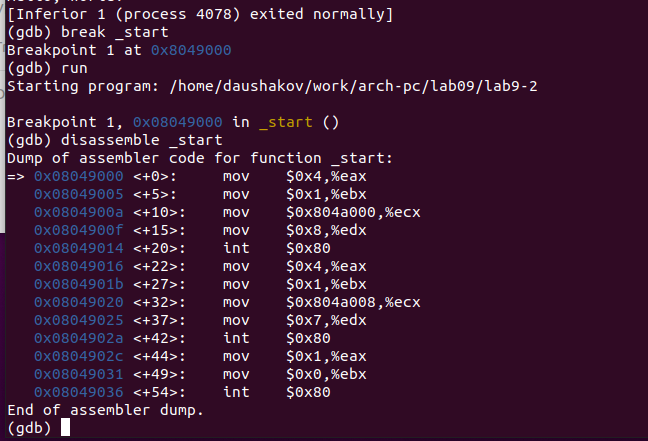 [Inferior 1 (process 4078) exited normally]
(gdb) break _start
Breakpoint 1 at 0x8049000
(gdb) run
Starting program: /home/daushakov/work/arch-pc/lab09/lab9-2

Breakpoint 1, 0x08049000 in _start ()
(gdb) disassemble _start
Dump of assembler code for function _start:
=> 0x08049000 <+0>:     mov    $0x4,%eax
   0x08049005 <+5>:     mov    $0x1,%ebx
   0x0804900a <+10>:    mov    $0x804a000,%ecx
   0x0804900f <+15>:    mov    $0x8,%edx
   0x08049014 <+20>:    int    $0x80
   0x08049016 <+22>:    mov    $0x4,%eax
   0x0804901b <+27>:    mov    $0x1,%ebx
   0x08049020 <+32>:    mov    $0x804a008,%ecx
   0x08049025 <+37>:    mov    $0x7,%edx
   0x0804902a <+42>:    int    $0x80
   0x0804902c <+44>:    mov    $0x1,%eax
   0x08049031 <+49>:    mov    $0x0,%ebx
   0x08049036 <+54>:    int    $0x80
End of assembler dump.
(gdb)